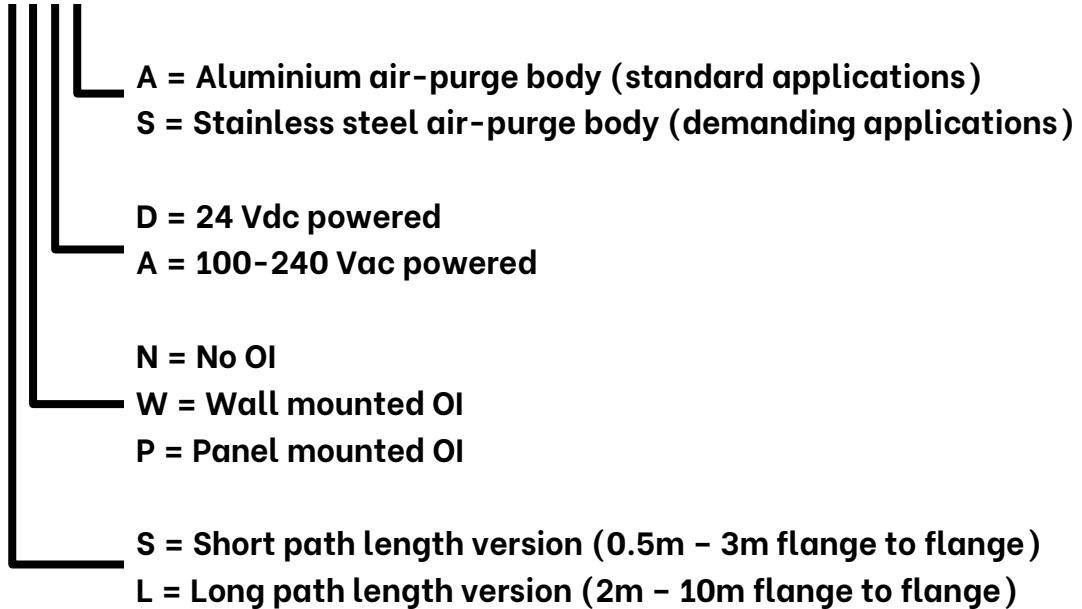 A = Aluminium air-purge body (standard applications)
S = Stainless steel air-purge body (demanding applications)
D = 24 Vdc powered
A = 100-240 Vac powered
N = No OI
W = Wall mounted OI
P = Panel mounted OI
S = Short path length version (0.5m – 3m flange to flange)
L = Long path length version (2m – 10m flange to flange)